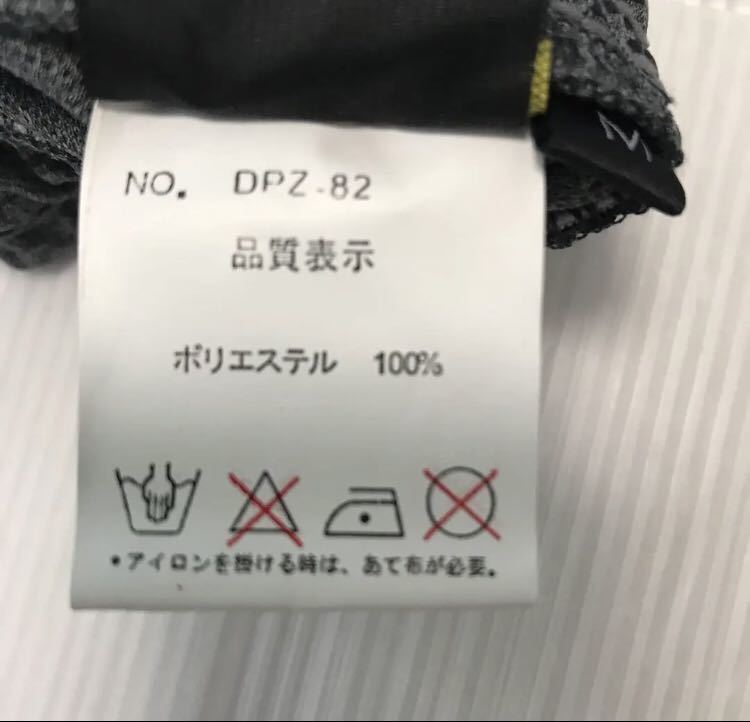 M
NO. DPZ-82
品質表示
ポリエステル 100%
*アイロンを掛ける時は、あて布が必要。